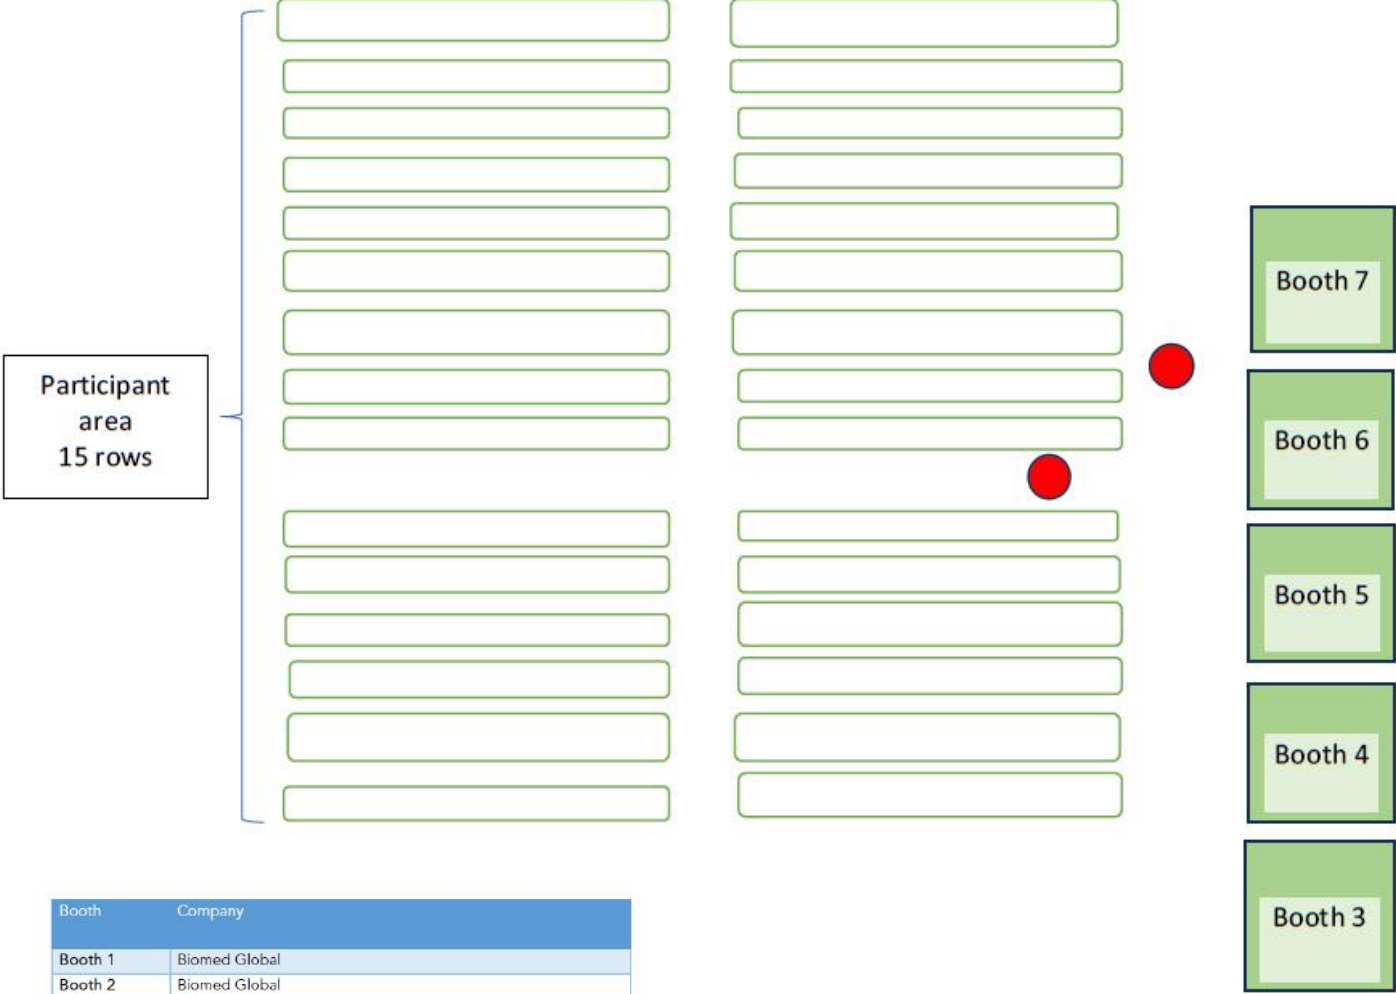 Booth 7
Participant
area
15 rows
Booth 6
Booth 5
Booth 4
Booth 3
Booth Company
Booth 1 Biomed Global
Booth 2 Biomed Global